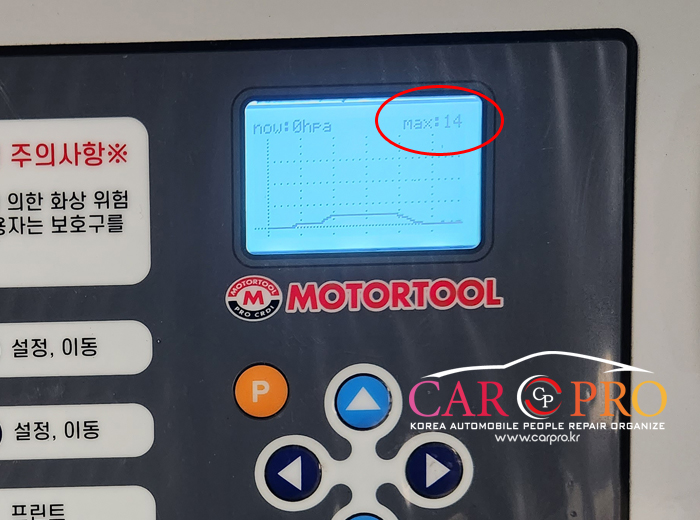 now:0hpa
max:14
주의사항※
의한 화상 위험
용자는 보호구를
MOTORTOOL
M
PRO CRDI
MOTORTOOL
설정, 이동
P
설정, 이동
프린트
CAR CP PRO
KOREA AUTOMOBILE PEOPLE REPAIR ORGANIZE
www.carpro.kr